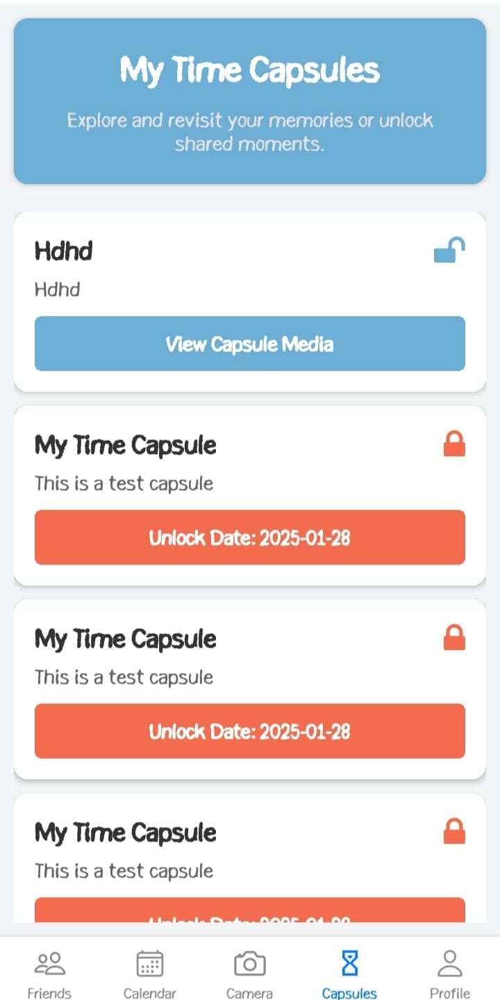 My Time Capsules
Explore and revisit your memories or unlock
shared moments.
Hdhd
Hdhd
View Capsule Media
My Time Capsule
This is a test capsule
Unlock Date: 2025-01-28
My Time Capsule
This is a test capsule
Unlock Date: 2025-01-28
My Time Capsule
This is a test capsule
Friends
Calendar
Camera
Capsules
Profile